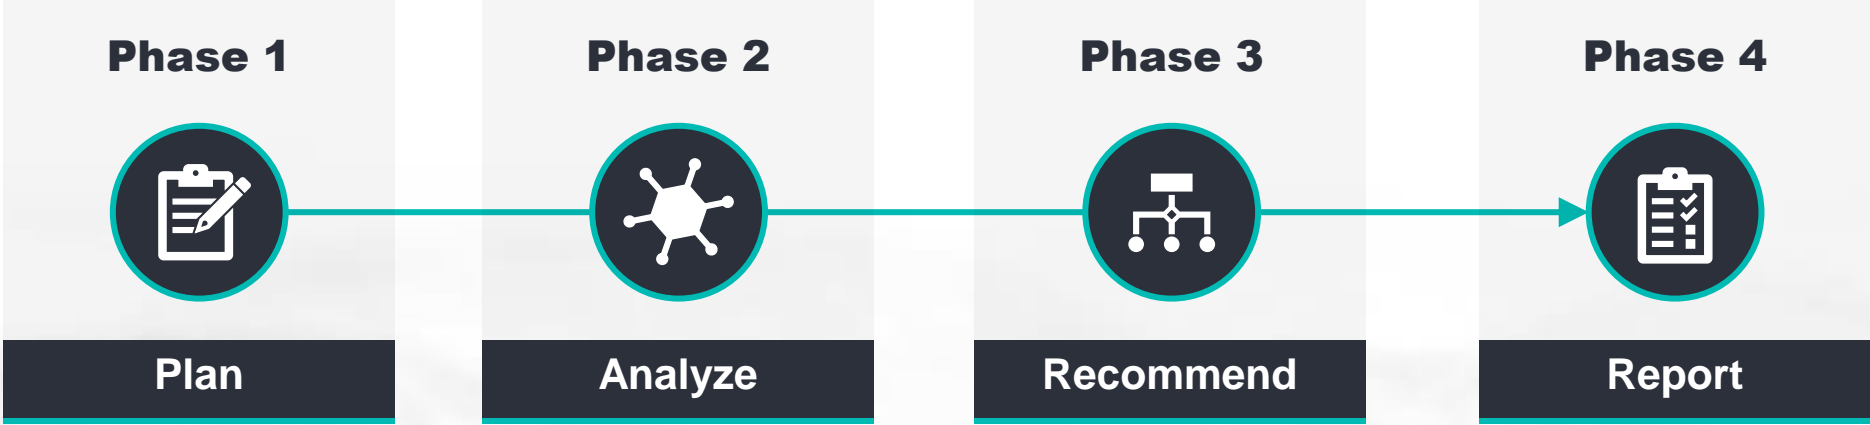 Phase 1
Phase 2
Phase 3
Phase 4
Plan
Analyze
Recommend
Report